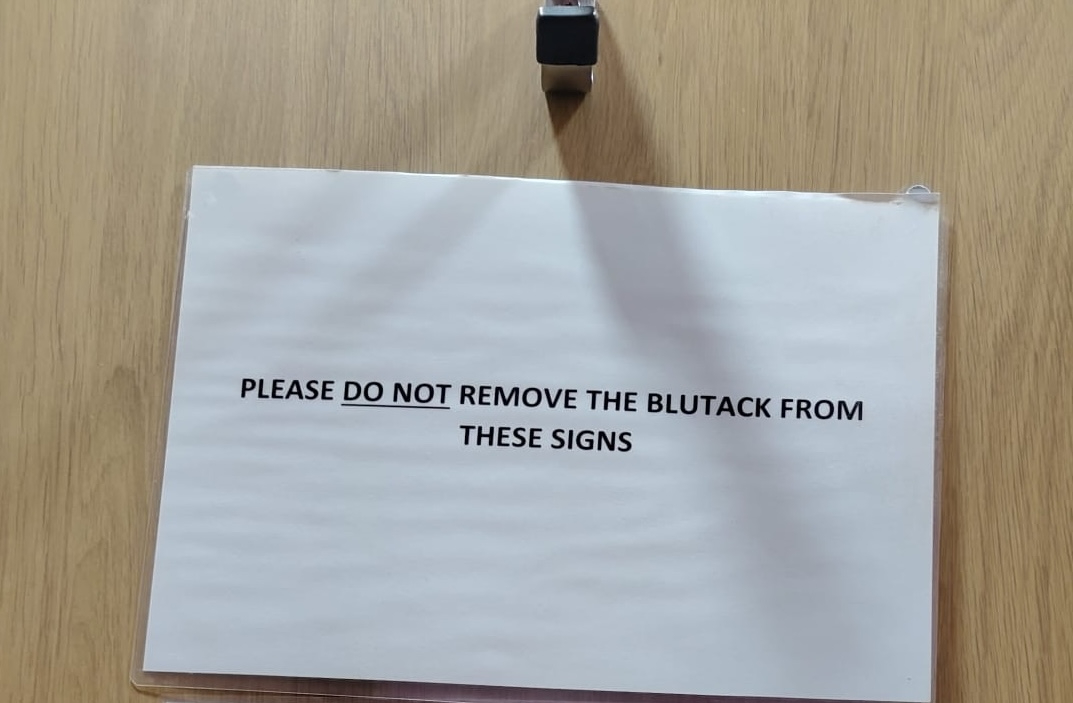 PLEASE DO NOT REMOVE THE BLUTACK FROM
THESE SIGNS